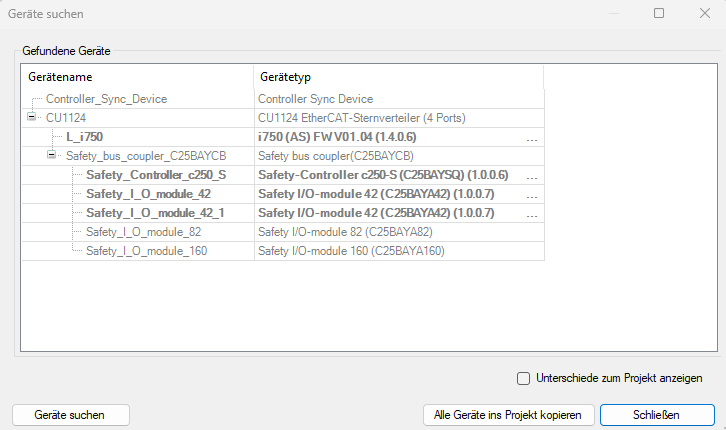 Geräte suchen
Gefundene Geräte
Gerätename Gerätetyp
Controller_Sync_Device Controller Sync Device
CU1124 CU1124 EtherCAT-Sternverteiler (4 Ports)
L_i750 i750 (AS) FW V01.04 (1.4.0.6) ...
Safety_bus_coupler_C25BAYCB Safety bus coupler(C25BAYCB)
Safety_Controller_c250_S Safety-Controller c250-S (C25BAYSQ) (1.0.0.6) ...
Safety_I_O_module_42 Safety I/O-module 42 (C25BAYA42) (1.0.0.7) ...
Safety_I_O_module_42_1 Safety I/O-module 42 (C25BAYA42) (1.0.0.7) ...
Safety_I_O_module_82 Safety I/O-module 82 (C25BAYA82)
Safety_I_O_module_160 Safety I/O-module 160 (C25BAYA160)
Unterschiede zum Projekt anzeigen
Geräte suchen Alle Geräte ins Projekt kopieren Schließen